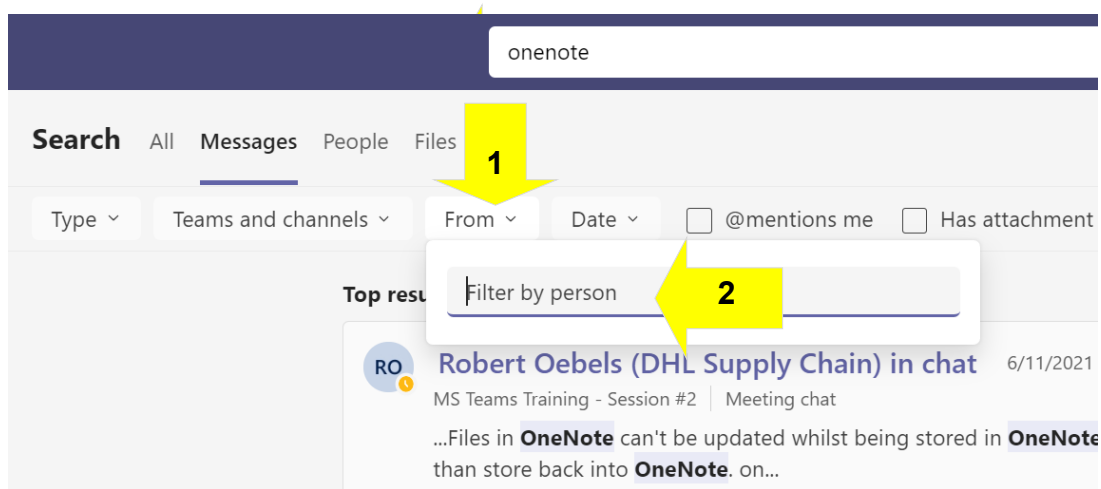 onenote
Search All Messages People Files
1
Type Teams and channels From Date @mentions me Has attachment
Filter by person
2
Top
RO
Robert Oebels (DHL Supply Chain) in chat 6/11/2021
MS Teams Training - Session #2 Meeting chat
...Files in OneNote can't be updated whilst being stored in OneNote
than store back into OneNote. on...